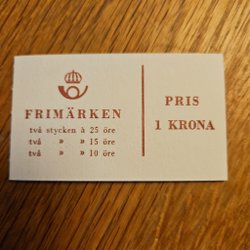 FRIMÄRKEN
två stycken à 25 öre
två » » 15 öre
två » » 10 öre
PRIS
1 KRONA